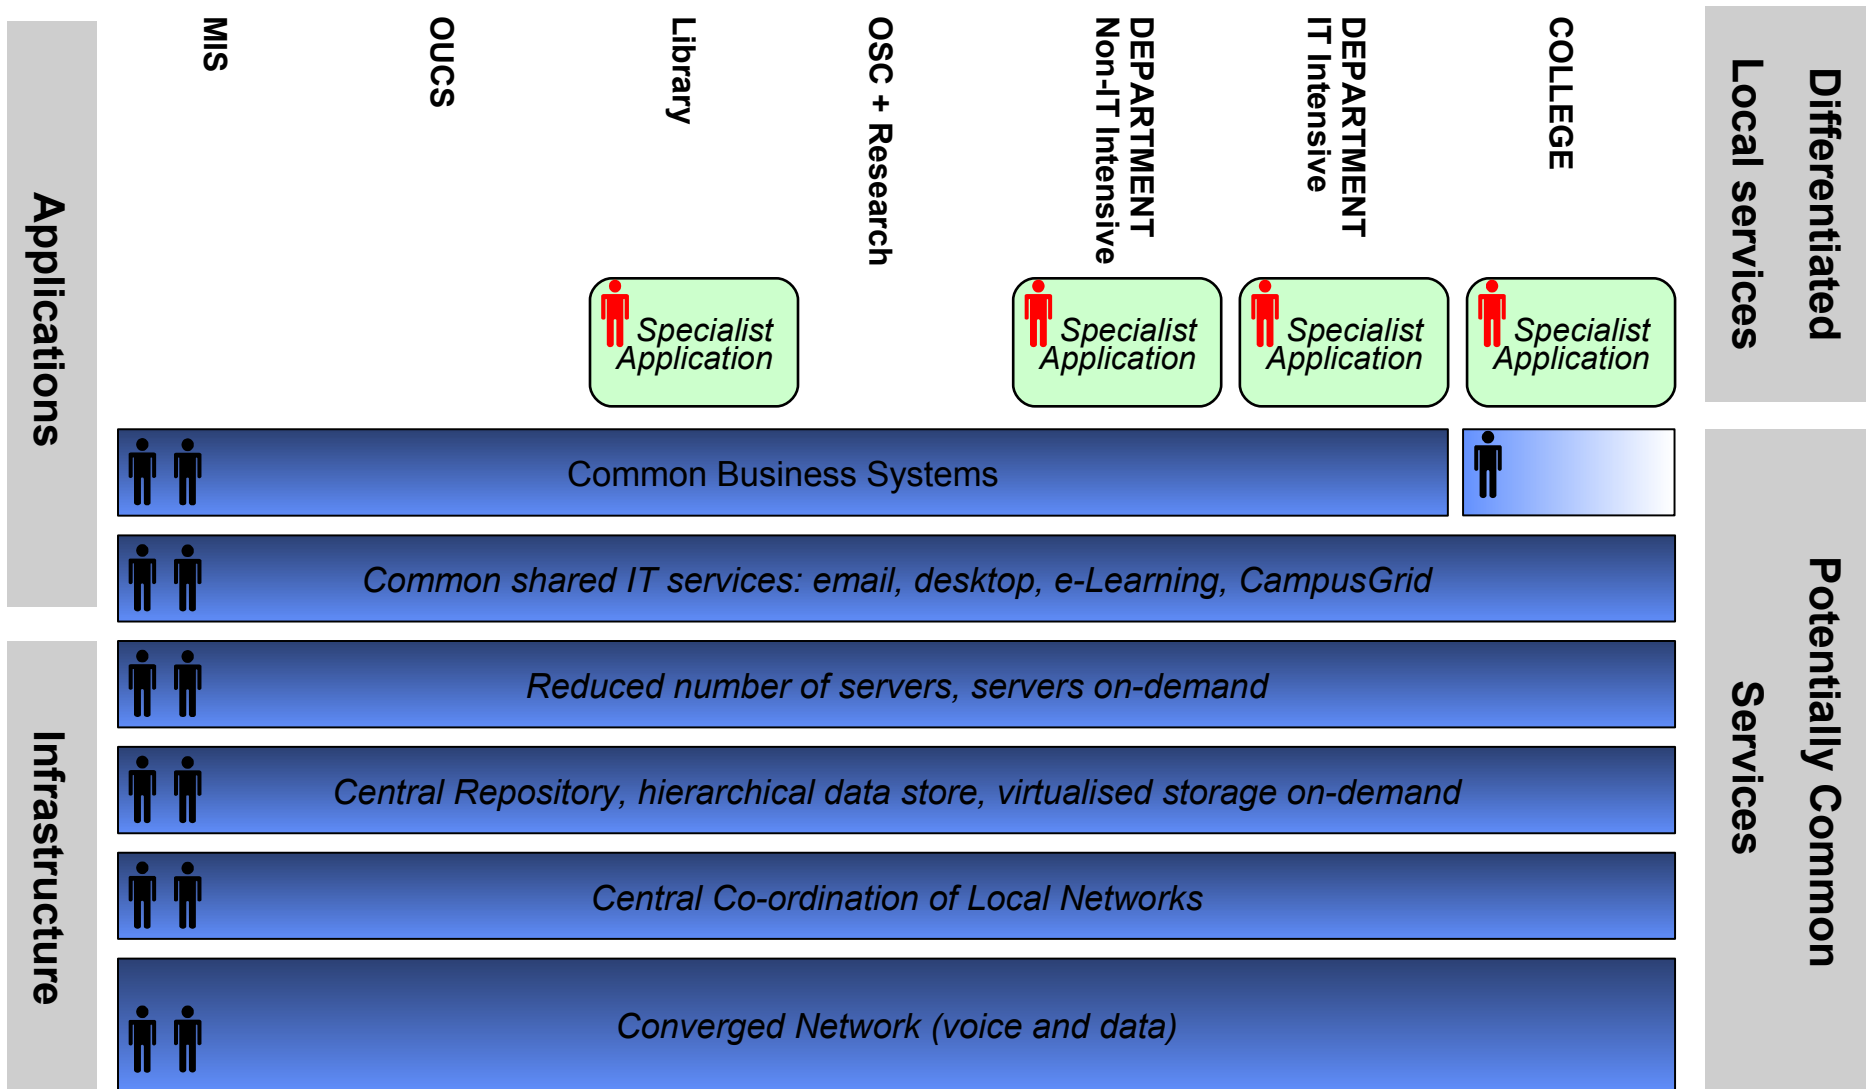 MIS
OUCS
Library
OSC + Research
DEPARTMENT
Non-IT Intensive
DEPARTMENT
IT Intensive
COLLEGE
Differentiated
Local services
Applications
Specialist
Application
Specialist
Application
Specialist
Application
Specialist
Application
Common Business Systems
Common shared IT services: email, desktop, e-Learning, CampusGrid
Potentially Common
Services
Infrastructure
Reduced number of servers, servers on-demand
Central Repository, hierarchical data store, virtualised storage on-demand
Central Co-ordination of Local Networks
Converged Network (voice and data)